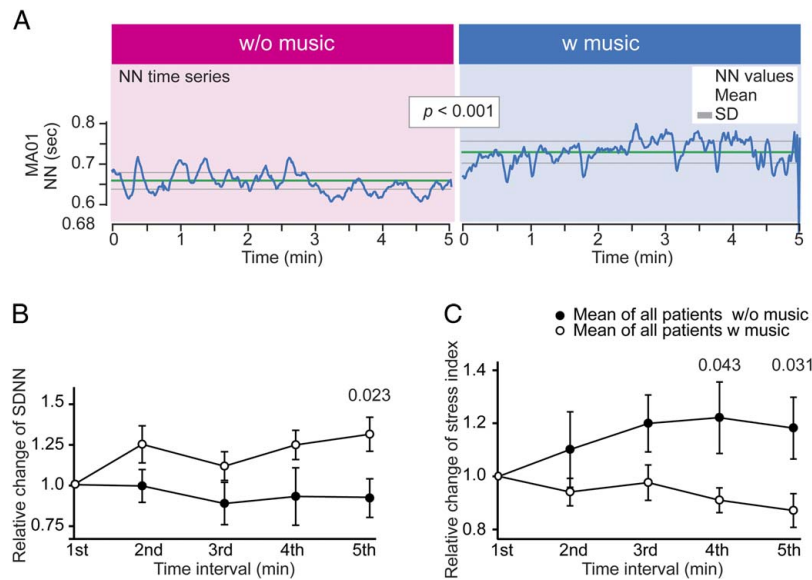 A
w/o music
w music
NN time series
NN values
Mean
SD
p < 0.001
MA01
NN (sec)
0.8
0.7
0.6
0.68
0 1 2 3 4 5
0 1 2 3 4 5
Time (min)
Time (min)
B
C
Mean of all patients w/o music
Mean of all patients w music
Relative change of SDNN
1.5
1.25
1.0
0.75
0.023
1st 2nd 3rd 4th 5th
Time interval (min)
Relative change of stress index
1.4
1.2
1.0
0.8
0.043 0.031
1st 2nd 3rd 4th 5th
Time interval (min)